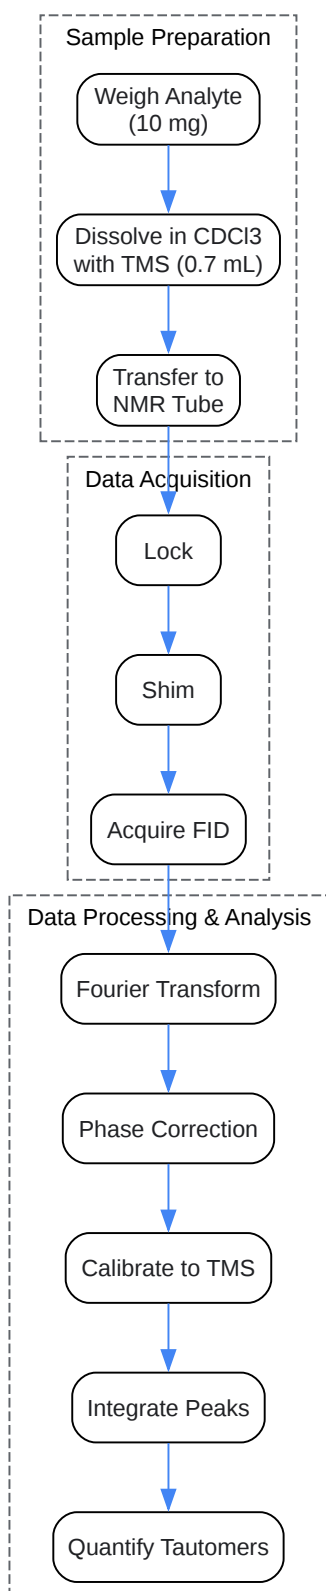 Sample Preparation
Weigh Analyte
(10 mg)
Dissolve in CDCl3
with TMS (0.7 mL)
Transfer to
NMR Tube
Data Acquisition
Lock
Shim
Acquire FID
Data Processing & Analysis
Fourier Transform
Phase Correction
Calibrate to TMS
Integrate Peaks
Quantify Tautomers